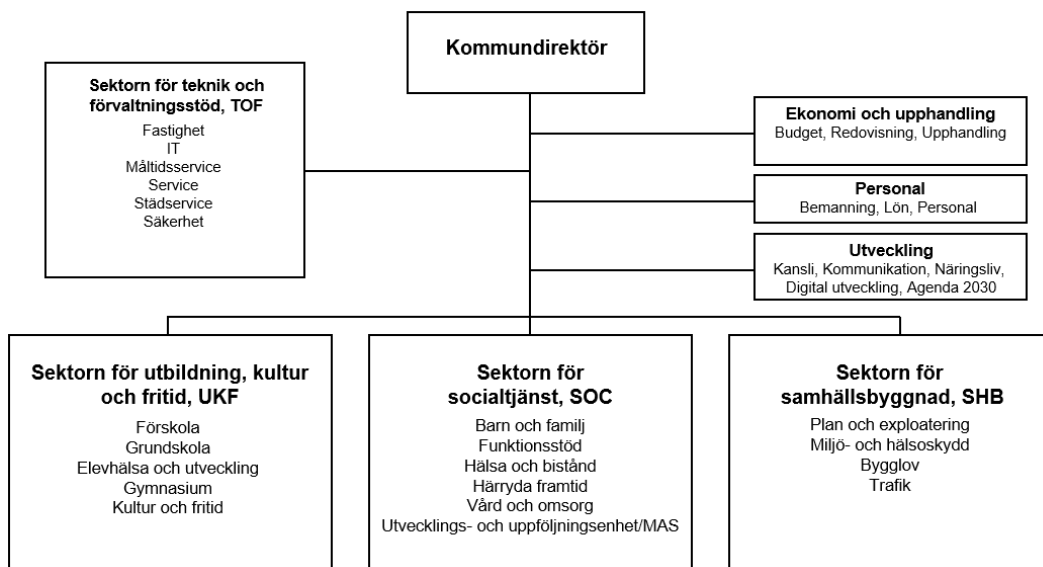 Kommundirektör
Sektorn för teknik och
förvaltningsstöd, TOF
Fastighet
IT
Måltidsservice
Service
Städservice
Säkerhet
Ekonomi och upphandling
Budget, Redovisning, Upphandling
Personal
Bemanning, Lön, Personal
Utveckling
Kansli, Kommunikation, Näringsliv,
Digital utveckling, Agenda 2030
Sektorn för utbildning, kultur
och fritid, UKF
Förskola
Grundskola
Elevhälsa och utveckling
Gymnasium
Kultur och fritid
Sektorn för
socialtjänst, SOC
Barn och familj
Funktionsstöd
Hälsa och bistånd
Härryda framtid
Vård och omsorg
Utvecklings- och uppföljningsenhet/MAS
Sektorn för
samhällsbyggnad, SHB
Plan och exploatering
Miljö- och hälsoskydd
Bygglov
Trafik